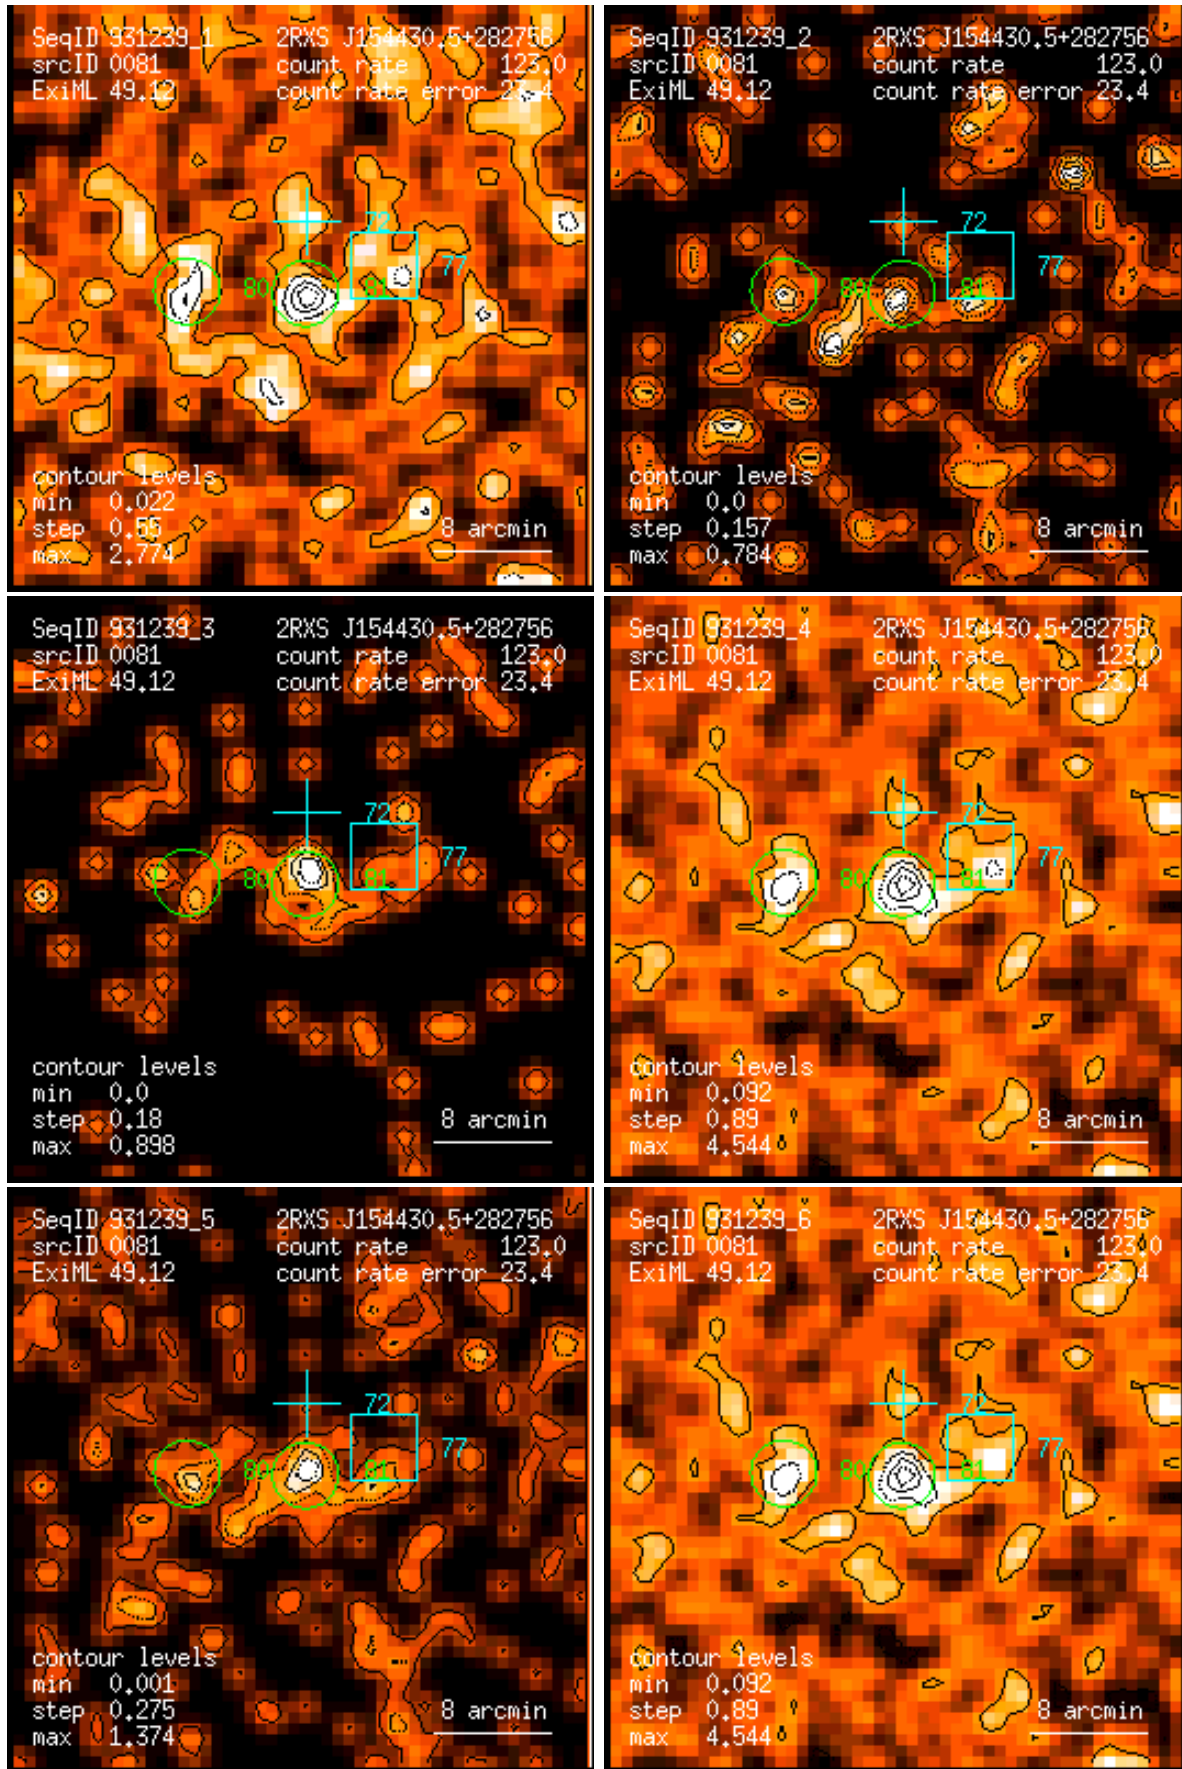 SeqID 931239_1 2RXS J154430.5+282756
srcID 0081 count rate 123.0
ExiML 49.12 count rate error 23.4
72
77
80 81
contour levels
min 0.022
step 0.55 8 arcmin
max 2.774
SeqID 931239_2 2RXS J154430.5+282756
srcID 0081 count rate 123.0
ExiML 49.12 count rate error 23.4
72
77
80 81
contour levels
min 0.0
step 0.157 8 arcmin
max 0.784
SeqID 931239_3 2RXS J154430.5+282756
srcID 0081 count rate 123.0
ExiML 49.12 count rate error 23.4
72
77
80 81
contour levels
min 0.0
step 0.18 8 arcmin
max 0.898
SeqID 931239_4 2RXS J154430.5+282756
srcID 0081 count rate 123.0
ExiML 49.12 count rate error 23.4
72
77
80 81
contour levels
min 0.092
step 0.89 8 arcmin
max 4.544
SeqID 931239_5 2RXS J154430.5+282756
srcID 0081 count rate 123.0
ExiML 49.12 count rate error 23.4
72
77
80 81
contour levels
min 0.001
step 0.275 8 arcmin
max 1.374
SeqID 931239_6 2RXS J154430.5+282756
srcID 0081 count rate 123.0
ExiML 49.12 count rate error 23.4
72
77
80 81
contour levels
min 0.092
step 0.89 8 arcmin
max 4.544